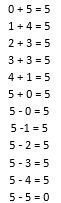 0 + 5 = 5
1 + 4 = 5
2 + 3 = 5
3 + 3 = 5
4 + 1 = 5
5 + 0 = 5
5 - 0 = 5
5 -1 = 5
5 - 2 = 5
5 - 3 = 5
5 - 4 = 5
5 - 5 = 0